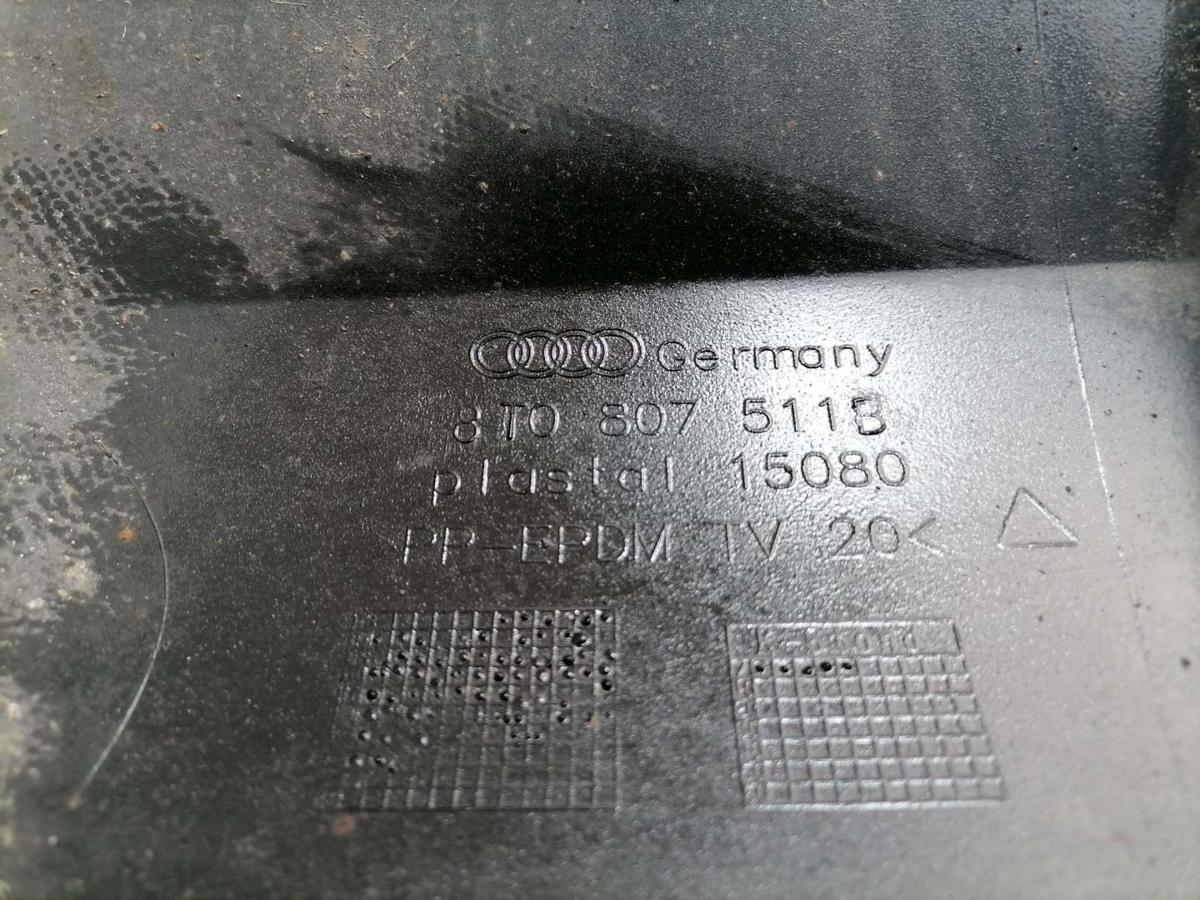 Germany
8T0 807 511B
plastal 15080
PP-EPDM TV 20<